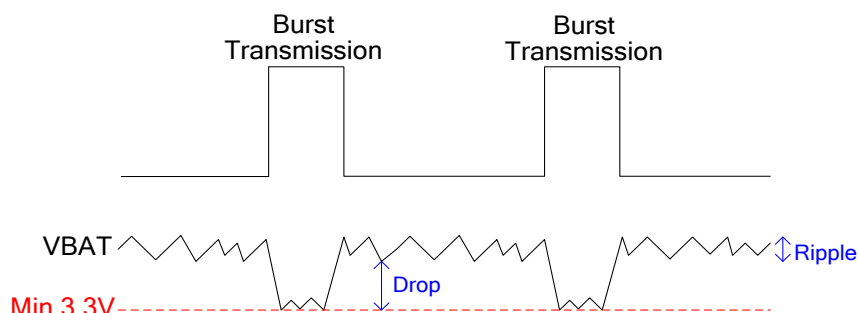 Burst
Transmission
Burst
Transmission
VBAT
Ripple
Drop
Min.3.3V